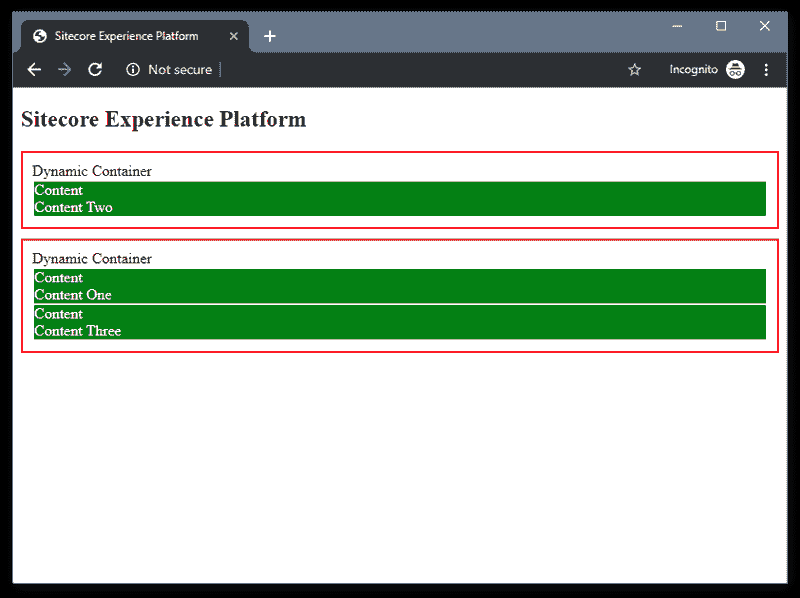 Sitecore Experience Platform
Not secure
Incognito
Sitecore Experience Platform
Dynamic Container
Content
Content Two
Dynamic Container
Content
Content One
Content
Content Three